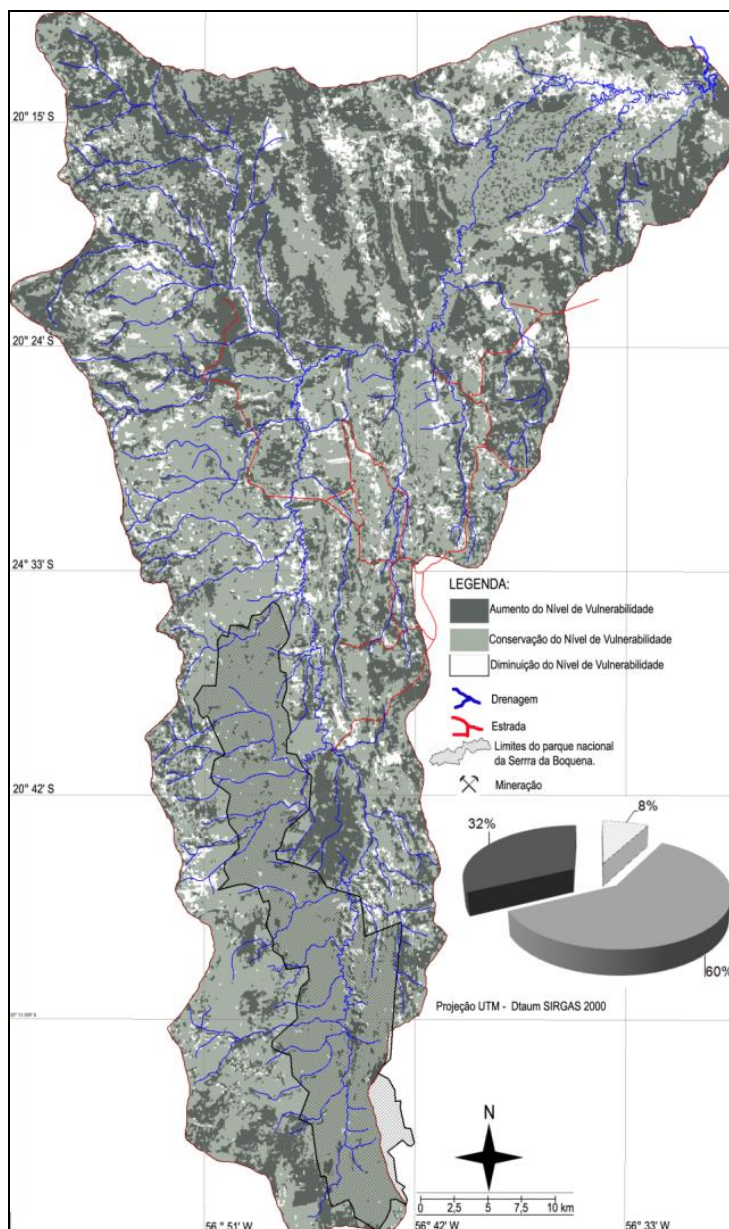 20° 15' S
20° 24' S
24° 33' S
LEGENDA:
Aumento do Nível de Vulnerabilidade
Conservação do Nível de Vulnerabilidade
Diminuição do Nível de Vulnerabilidade
Drenagem
Estrada
Limites do parque nacional
da Serrra da Boquena.
Mineração
20° 42' S
8%
32%
60%
Projeção UTM - Dtaum SIRGAS 2000
N
0 2,5 5 7,5 10 km
56° 51' W
56° 42' W
56° 33' W